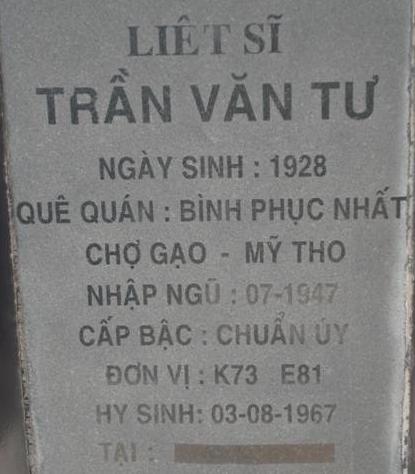 LIÊT SĨ
TRẦN VĂN TƯ
NGÀY SINH : 1928
QUÊ QUÁN : BÌNH PHỤC NHẤT
CHỢ GẠO - MỸ THO
NHẬP NGŨ : 07-1947
CẤP BẬC : CHUẨN ÚY
ĐƠN VỊ : K73 E81
HY SINH: 03-08-1967
TẠI :